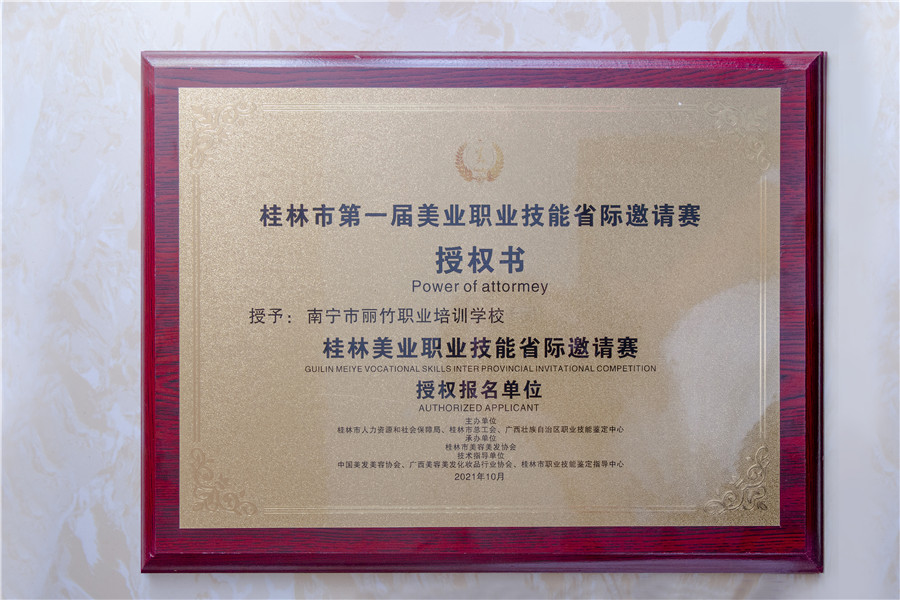 桂林市第一届美业职业技能省际邀请赛
授权书
Power of attormey
授予：南宁市丽竹职业培训学校
桂林美业职业技能省际邀请赛
GUILIN MEIYE VOCATIONAL SKILLS INTER PROVINCIAL INVITATIONAL COMPETITION
授权报名单位
AUTHORIZED APPLICANT
主办单位
桂林市人力资源和社会保障局、桂林市总工会、广西壮族自治区职业技能鉴定中心
承办单位
桂林市美容美发协会
技术指导单位
中国美发美容协会、广西美容美发化妆品行业协会、桂林市职业技能鉴定指导中心
2021年10月